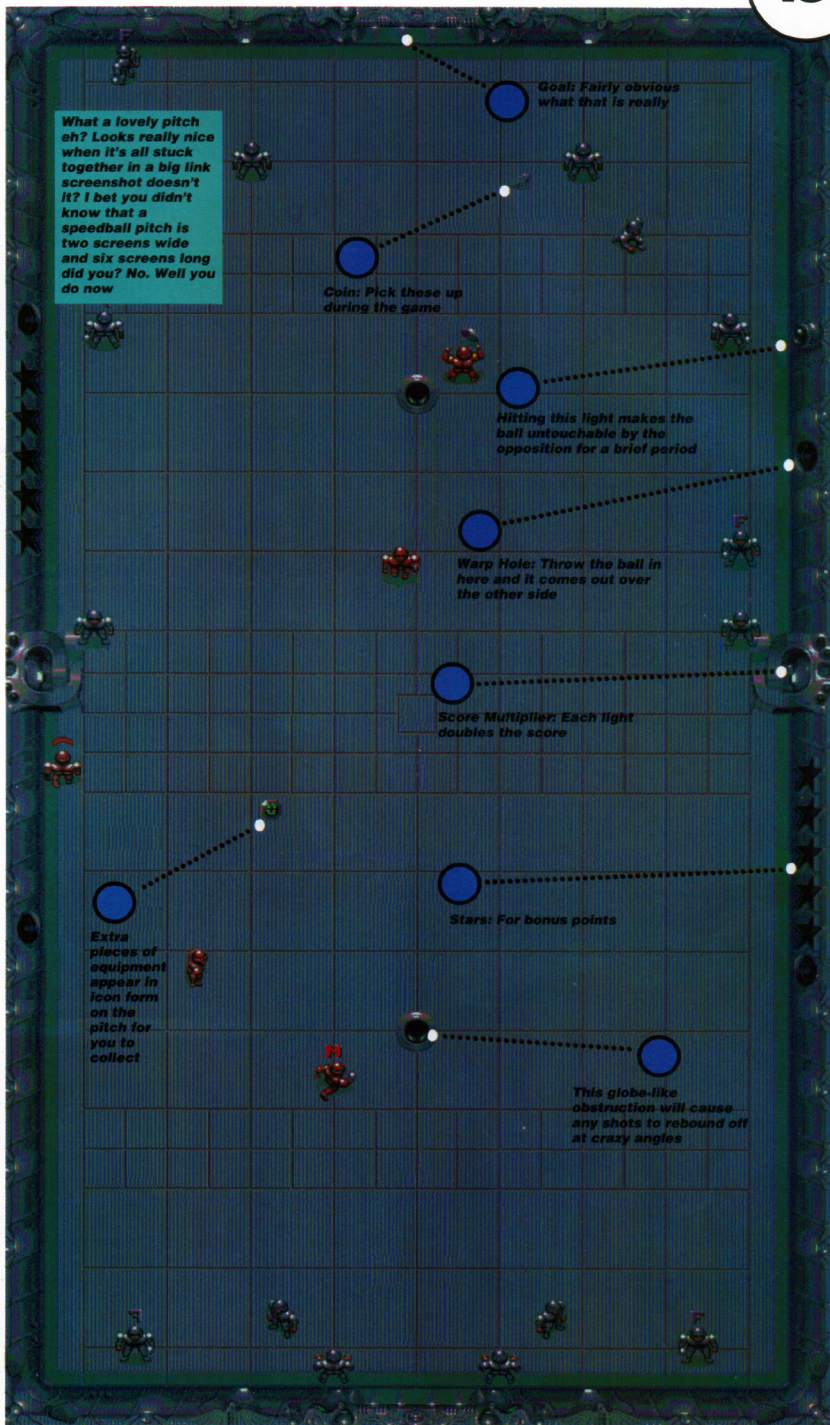 Goal: Fairly obvious
what that is really
What a lovely pitch
eh? Looks really nice
when it's all stuck
together in a big link
screenshot doesn't
it? I bet you didn't
know that a
speedball pitch is
two screens wide
and six screens long
did you? No. Well you
do now
Coin: Pick these up
during the game
Hitting this light makes the
ball untouchable by the
opposition for a brief period
Warp Hole: Throw the ball in
here and it comes out over
the other side
Score Multiplier: Each light
doubles the score
Stars: For bonus points
Extra
pieces of
equipment
appear in
icon form
on the
pitch for
you to
collect
M
This globe-like
obstruction will cause
any shots to rebound off
at crazy angles
F
F
F
F